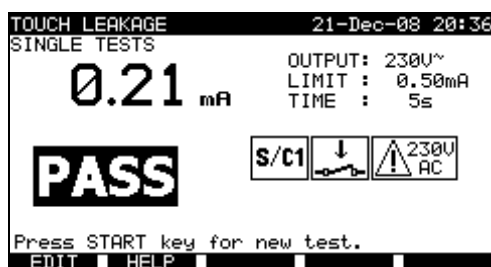 TOUCH LEAKAGE 21-Dec-08 20:36
SINGLE TESTS
0.21 mA
OUTPUT: 230V~
LIMIT : 0.50mA
TIME : 5s
PASS
S/C1
230V
AC
Press START key for new test.
EDIT HELP